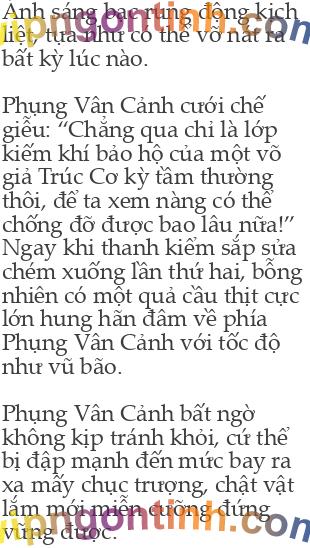 Ánh sáng bạc rung động kịch
liệt, tựa như có thể vỡ nát ra
bất kỳ lúc nào.

Phụng Vân Cảnh cưới chế
giễu: “Chẳng qua chỉ là lớp
kiếm khí bảo hộ của một võ
giả Trúc Cơ kỳ tầm thường
thôi, để ta xem nàng có thể
chống đỡ được bao lâu nữa!”
Ngay khi thanh kiếm sắp sửa
chém xuống lần thứ hai, bỗng
nhiên có một quả cầu thịt cực
lớn hung hãn đâm về phía
Phụng Vân Cảnh với tốc độ
như vũ bão.

Phụng Vân Cảnh bất ngờ
không kịp tránh khỏi, cứ thế
bị đập mạnh đến mức bay ra
xa mấy chục trượng, chật vật
lắm mới miễn cưỡng đứng
vững được.
vipngontinh.com
vipngontinh.com